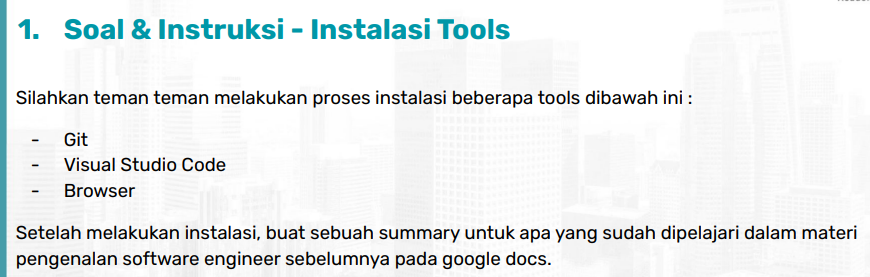 1. Soal & Instruksi - Instalasi Tools
Silahkan teman teman melakukan proses instalasi beberapa tools dibawah ini :
- Git
- Visual Studio Code
- Browser
Setelah melakukan instalasi, buat sebuah summary untuk apa yang sudah dipelajari dalam materi
pengenalan software engineer sebelumnya pada google docs.